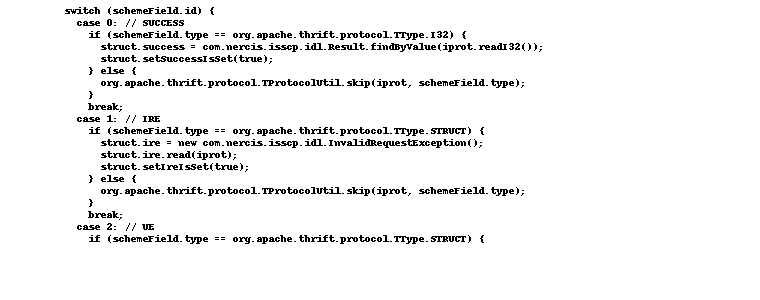 switch (schemeField.id) {
case 0: // SUCCESS
if (schemeField.type == org.apache.thrift.protocol.TType.I32) {
struct.success = com.nercis.isscp.idl.Result.findByValue(iprot.readI32());
struct.setSuccessIsSet(true);
} else {
org.apache.thrift.protocol.TProtocolUtil.skip(iprot, schemeField.type);
}
break;
case 1: // IRE
if (schemeField.type == org.apache.thrift.protocol.TType.STRUCT) {
struct.ire = new com.nercis.isscp.idl.InvalidRequestException();
struct.ire.read(iprot);
struct.setIreIsSet(true);
} else {
org.apache.thrift.protocol.TProtocolUtil.skip(iprot, schemeField.type);
}
break;
case 2: // UE
if (schemeField.type == org.apache.thrift.protocol.TType.STRUCT) {